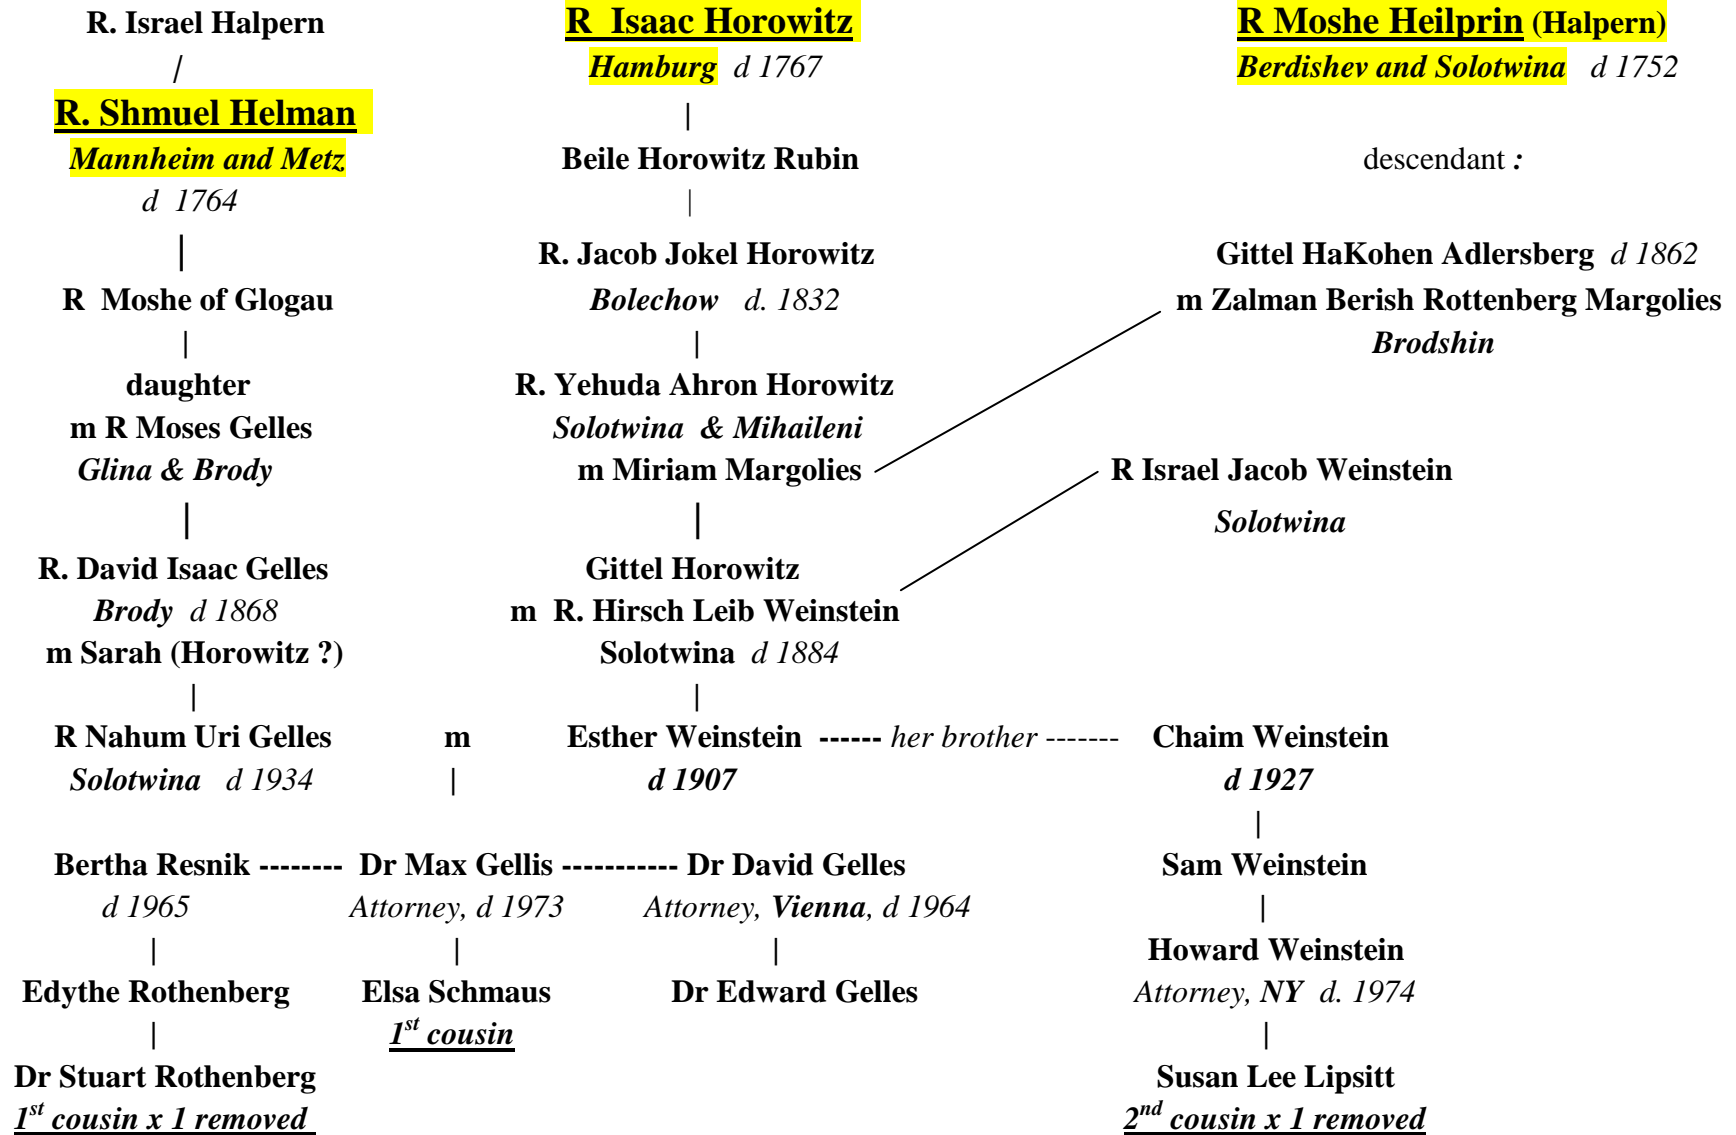 R. Israel Halpern R Isaac Horowitz R Moshe Heilprin (Halpern)
/ Hamburg d 1767 Berdishev and Solotwina d 1752
R. Shmuel Helman |
Mannheim and Metz Beile Horowitz Rubin descendant :
d 1764 |
| R. Jacob Jokel Horowitz Gittel HaKohen Adlersberg d 1862
R Moshe of Glogau Bolechow d. 1832 m Zalman Berish Rottenberg Margolies
| | Brodshin
daughter R. Yehuda Ahron Horowitz
m R Moses Gelles Solotwina & Mihaileni
Glina & Brody m Miriam Margolies R Israel Jacob Weinstein
| | Solotwina
R. David Isaac Gelles Gittel Horowitz
Brody d 1868 m R. Hirsch Leib Weinstein
m Sarah (Horowitz ?) Solotwina d 1884
| |
R Nahum Uri Gelles m Esther Weinstein ------ her brother ------- Chaim Weinstein
Solotwina d 1934 | d 1907 d 1927
|
Bertha Resnik -------- Dr Max Gellis ----------- Dr David Gelles Sam Weinstein
d 1965 Attorney, d 1973 Attorney, Vienna, d 1964 |
| | | Howard Weinstein
Edythe Rothenberg Elsa Schmaus Dr Edward Gelles Attorney, NY d. 1974
| 1st cousin |
Dr Stuart Rothenberg Susan Lee Lipsitt
1st cousin x 1 removed 2nd cousin x 1 removed